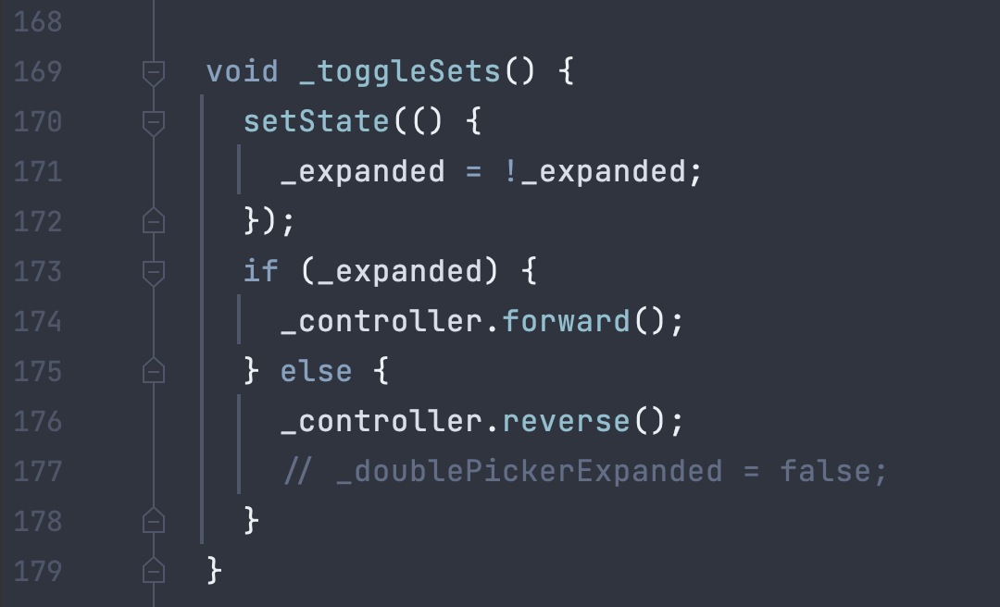 168
169 void _toggleSets() {
170 setState(() {
171 _expanded = !_expanded;
172 });
173 if (_expanded) {
174 _controller.forward();
175 } else {
176 _controller.reverse();
177 // _doublePickerExpanded = false;
178 }
179 }